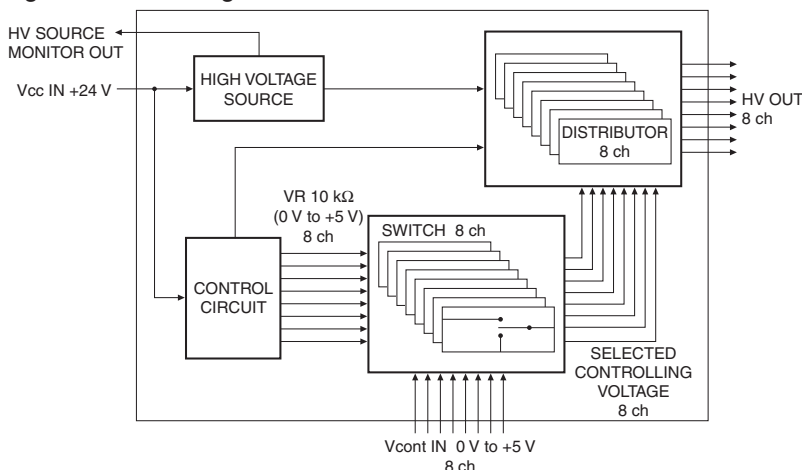 HV SOURCE
MONITOR OUT
Vcc IN +24 V
HIGH VOLTAGE
SOURCE
DISTRIBUTOR
8 ch
HV OUT
8 ch
VR 10 kΩ
(0 V to +5 V)
8 ch
SWITCH 8 ch
CONTROL
CIRCUIT
SELECTED
CONTROLLING
VOLTAGE
8 ch
Vcont IN 0 V to +5 V
8 ch